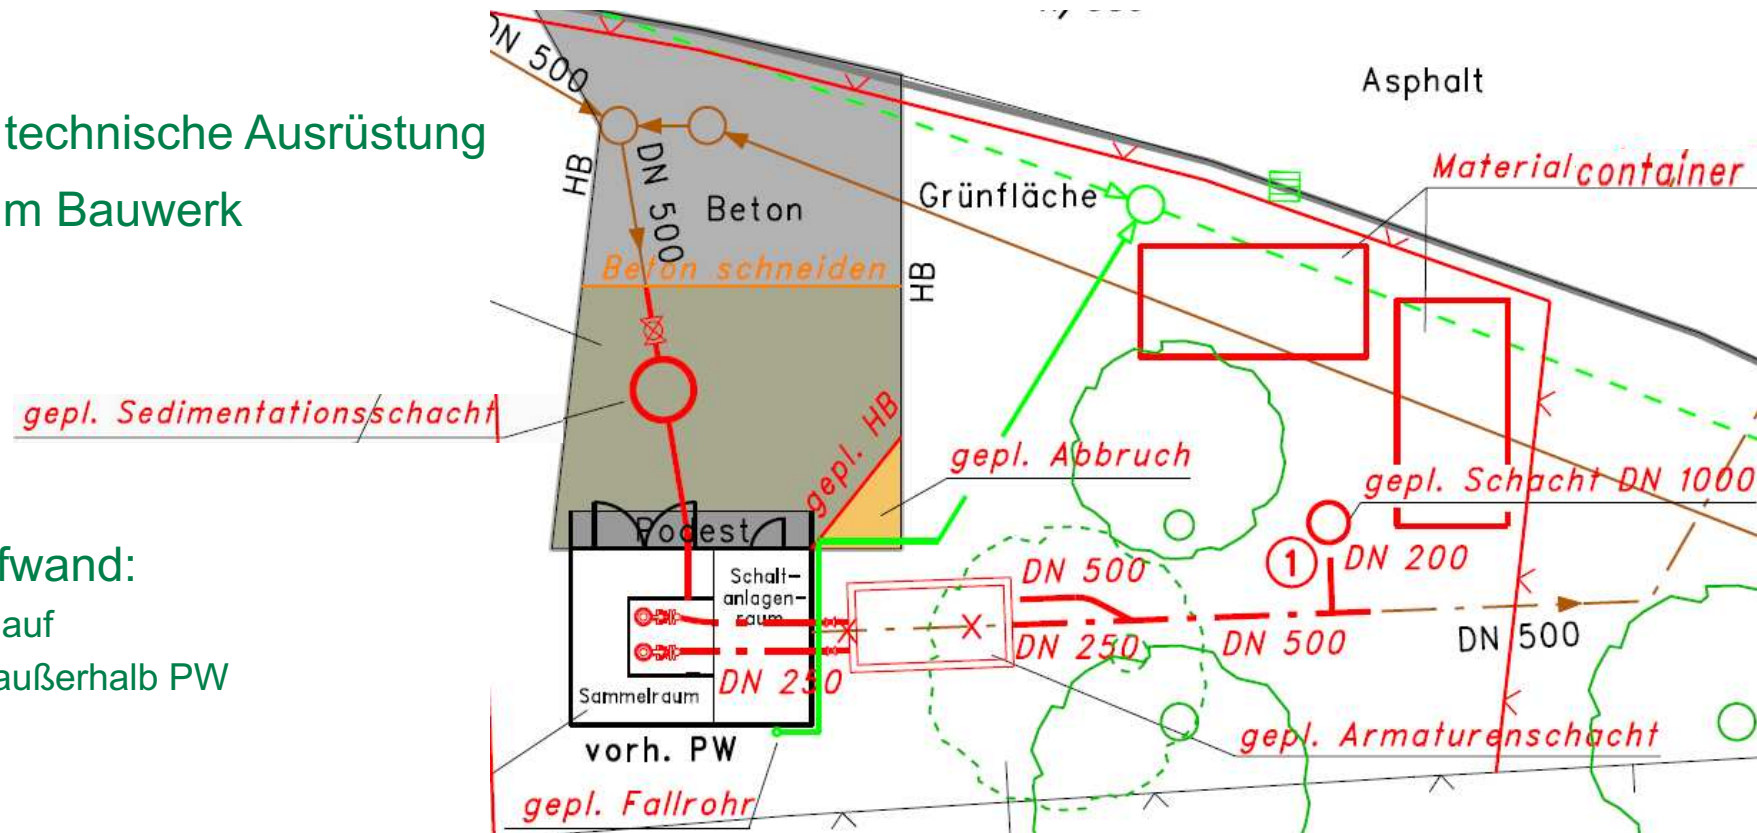 technische Ausrüstung
m Bauwerk
fwand:
auf
außerhalb PW
DN 500
Asphalt
Materialcontainer
HB
DN 500
Beton
Grünfläche
Beton schneiden
HB
gepl. Sedimentationsschacht
gepl. HB
gepl. Abbruch
gepl. Schacht DN 1000
Podest
Schalt-
anlagen-
raum
DN 500
1
DN 200
DN 250
DN 500
DN 500
DN 250
Sammelraum
vorh. PW
gepl. Armaturenschacht
gepl. Fallrohr